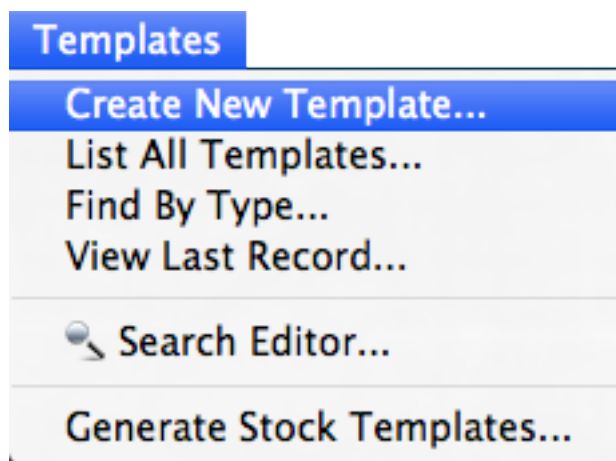 Templates
Create New Template...
List All Templates...
Find By Type...
View Last Record...
Search Editor...
Generate Stock Templates...